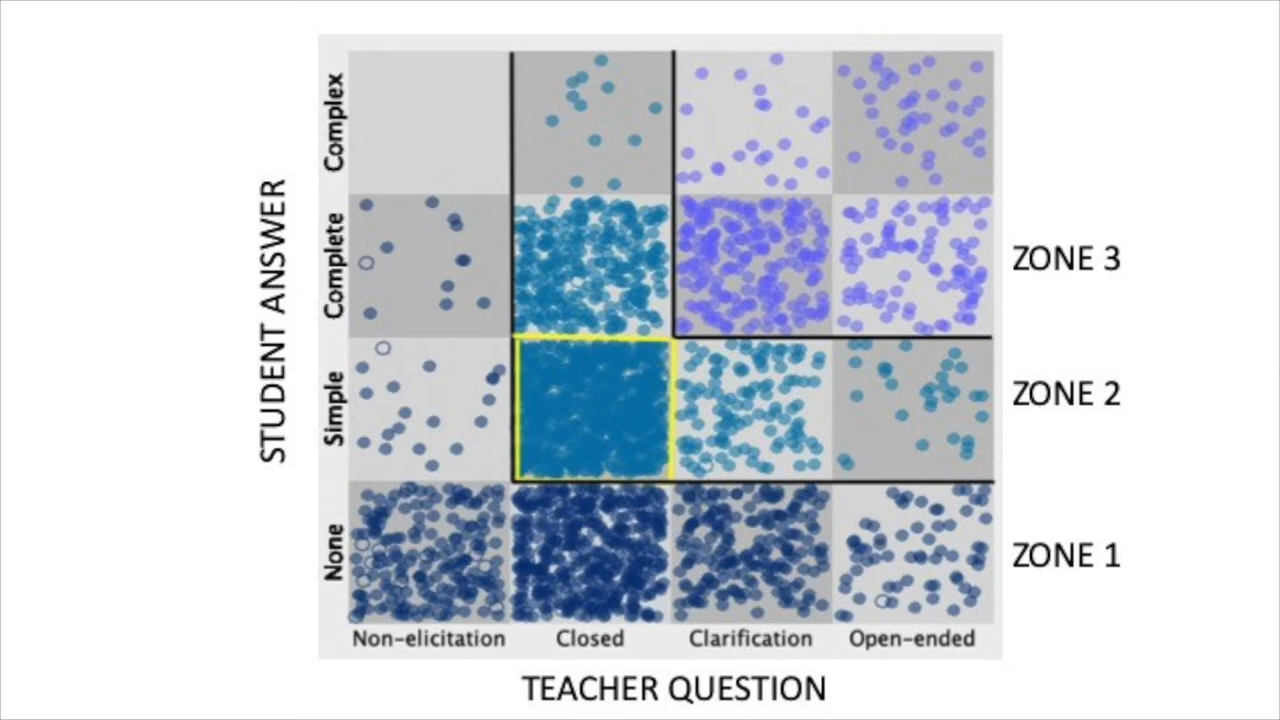 STUDENT ANSWER
Complex
Complete
Simple
None
ZONE 3
ZONE 2
ZONE 1
Non-elicitation
Closed
Clarification
Open-ended
TEACHER QUESTION